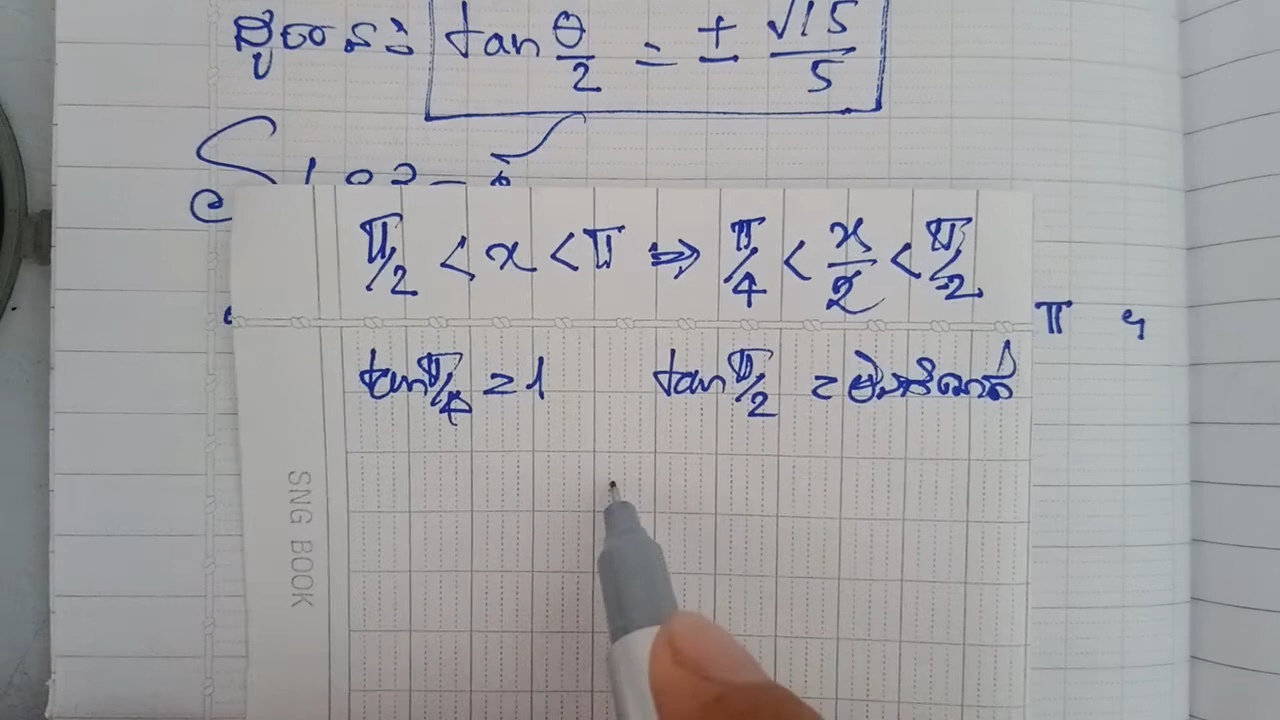 ដូចនេះ tan θ/2 = ± √15/5
π/2 < x < π ⇒ π/4 < x/2 < π/2
π
tan π/4 = 1 tan π/2 = មិនកំណត់
SNG BOOK